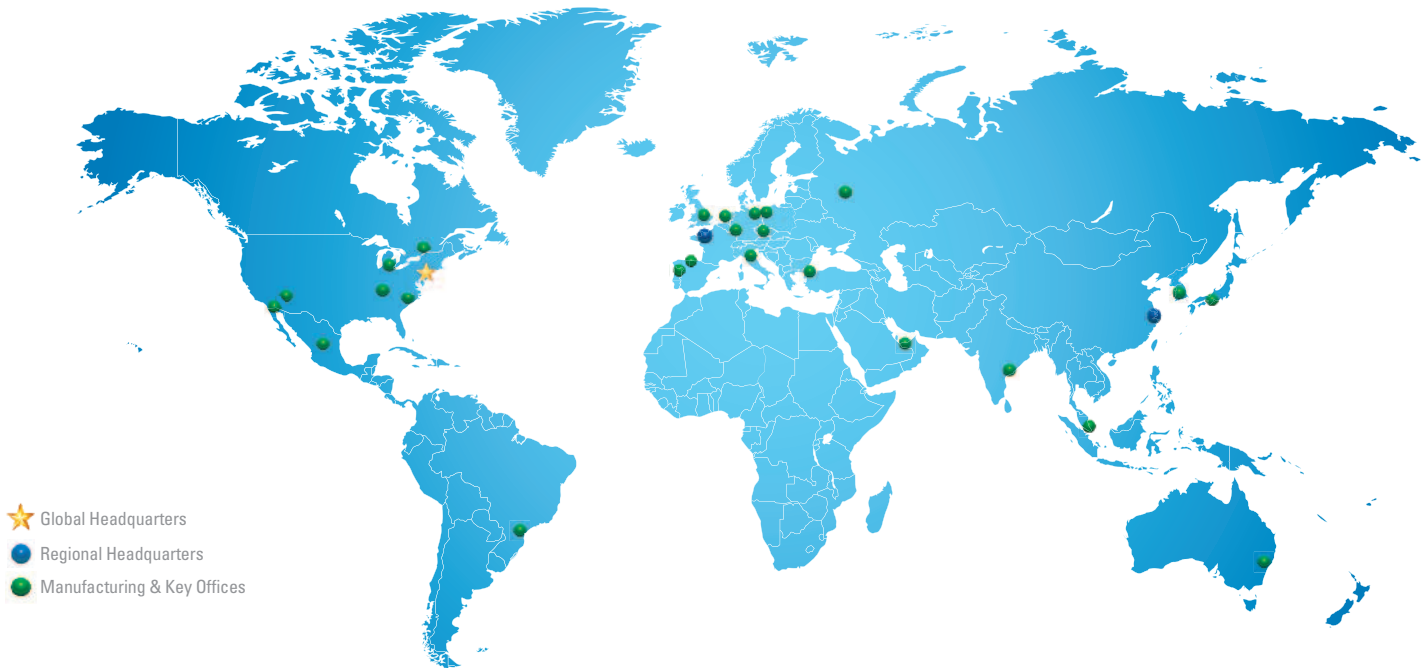 Global Headquarters
Regional Headquarters
Manufacturing & Key Offices